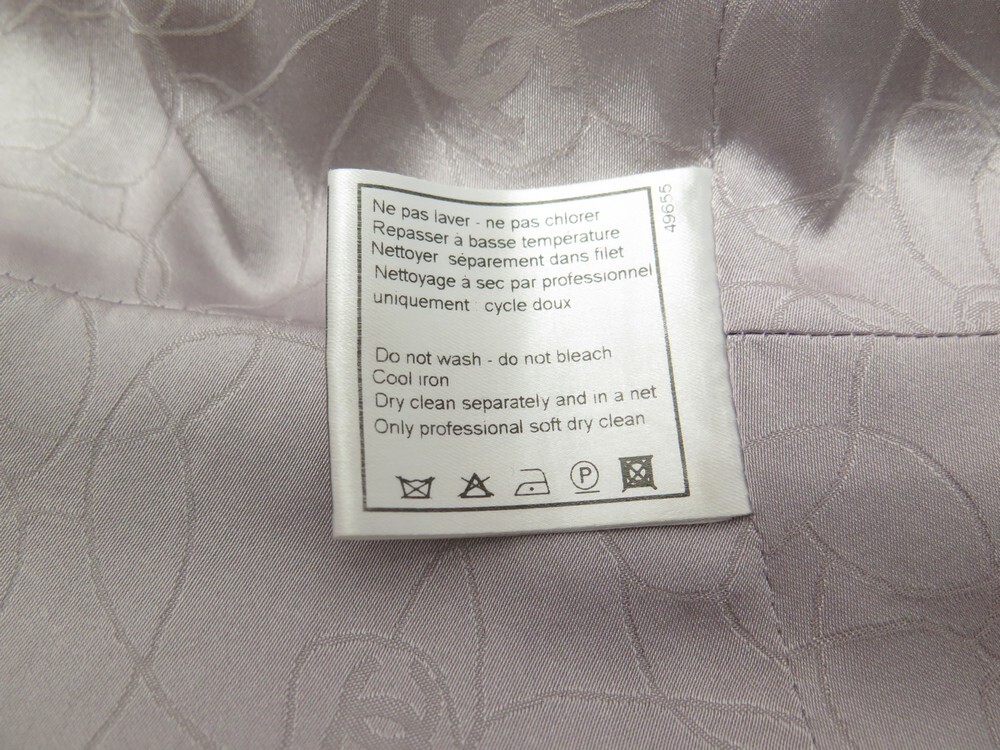 Ne pas laver - ne pas chlorer
Repasser à basse temperature
Nettoyer séparement dans filet
Nettoyage à sec par professionnel
uniquement cycle doux
Do not wash - do not bleach
Cool iron
Dry clean separately and in a net
Only professional soft dry clean
P
49655